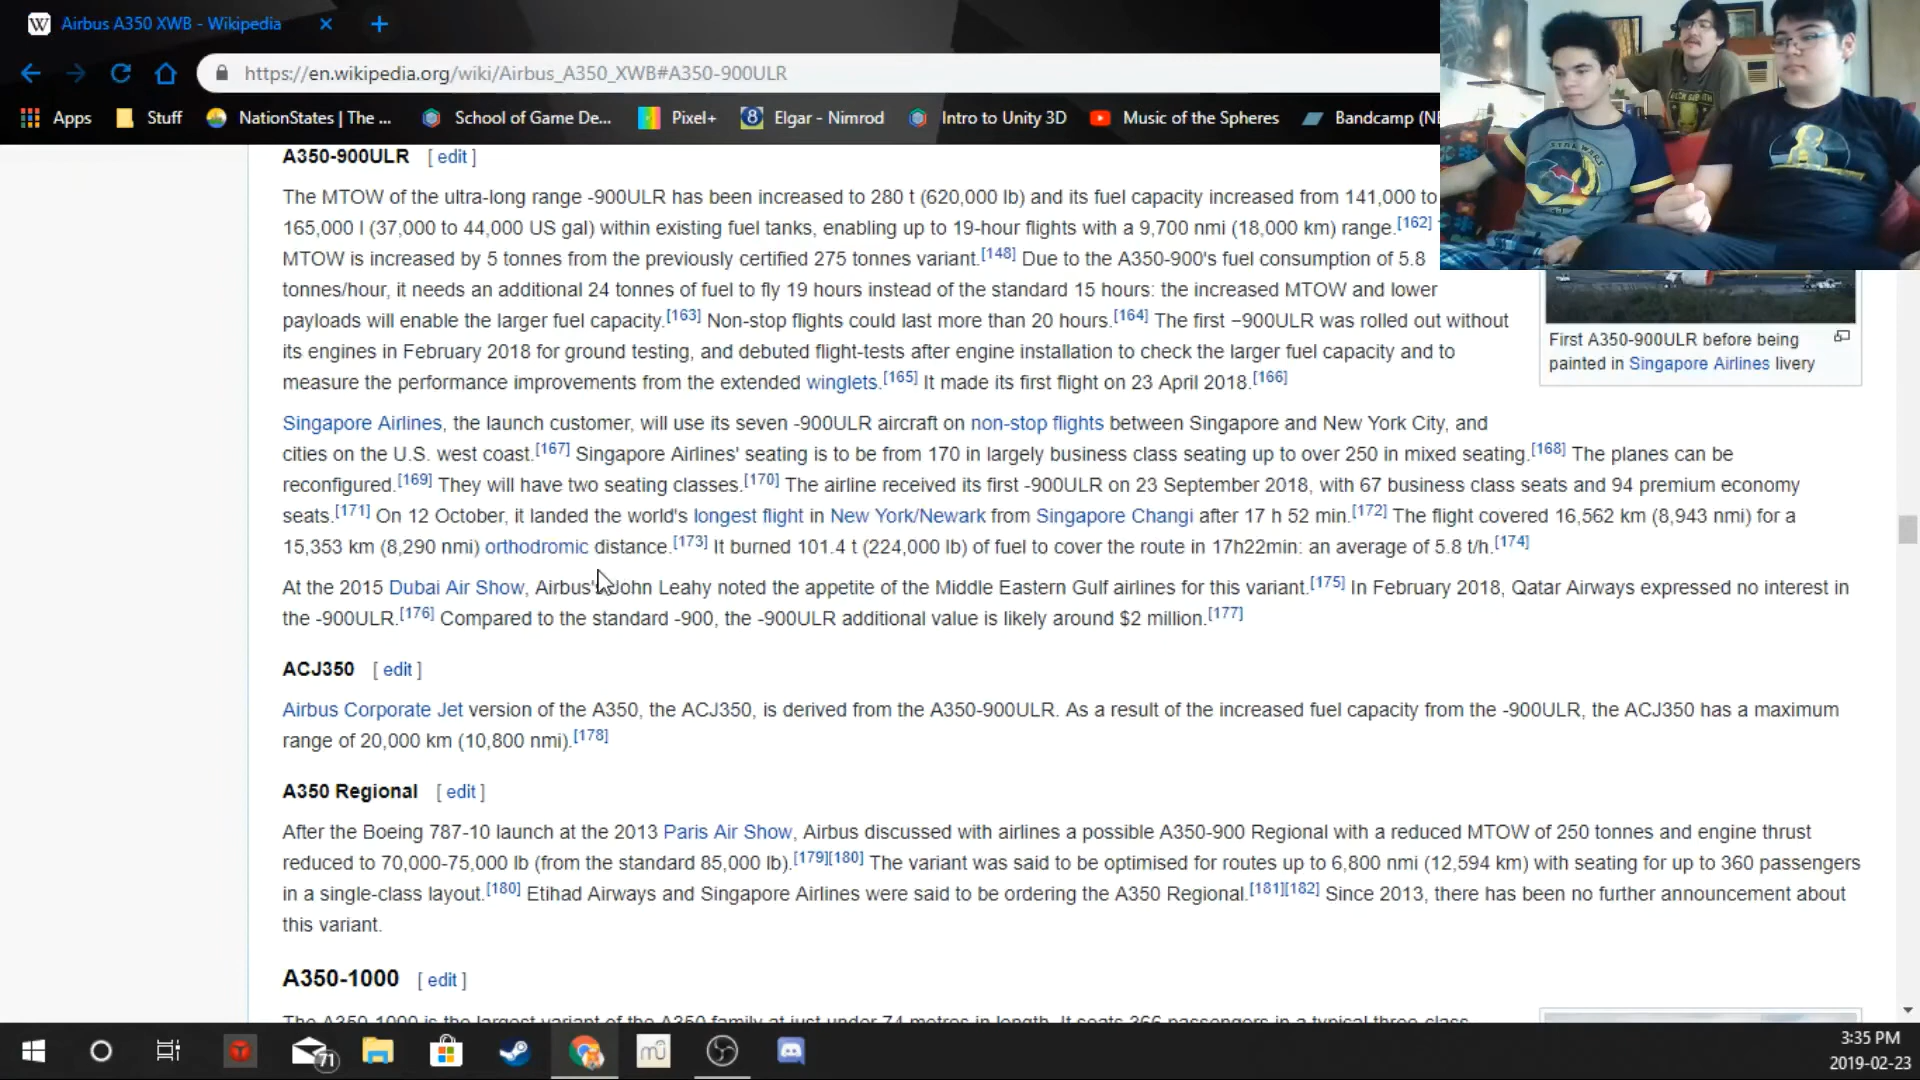 Airbus A350 XWB - Wikipedia
https://en.wikipedia.org/wiki/Airbus_A350_XWB#A350-900ULR
Apps Stuff NationStates | The ... School of Game De... Pixel+ Elgar - Nimrod Intro to Unity 3D Music of the Spheres Bandcamp (NE
A350-900ULR [ edit ]
The MTOW of the ultra-long range -900ULR has been increased to 280 t (620,000 lb) and its fuel capacity increased from 141,000 to
165,000 l (37,000 to 44,000 US gal) within existing fuel tanks, enabling up to 19-hour flights with a 9,700 nmi (18,000 km) range.[162]
MTOW is increased by 5 tonnes from the previously certified 275 tonnes variant.[148] Due to the A350-900's fuel consumption of 5.8
tonnes/hour, it needs an additional 24 tonnes of fuel to fly 19 hours instead of the standard 15 hours: the increased MTOW and lower
payloads will enable the larger fuel capacity.[163] Non-stop flights could last more than 20 hours.[164] The first −900ULR was rolled out without
its engines in February 2018 for ground testing, and debuted flight-tests after engine installation to check the larger fuel capacity and to
measure the performance improvements from the extended winglets.[165] It made its first flight on 23 April 2018.[166]
First A350-900ULR before being
painted in Singapore Airlines livery
Singapore Airlines, the launch customer, will use its seven -900ULR aircraft on non-stop flights between Singapore and New York City, and
cities on the U.S. west coast.[167] Singapore Airlines' seating is to be from 170 in largely business class seating up to over 250 in mixed seating.[168] The planes can be
reconfigured.[169] They will have two seating classes.[170] The airline received its first -900ULR on 23 September 2018, with 67 business class seats and 94 premium economy
seats.[171] On 12 October, it landed the world's longest flight in New York/Newark from Singapore Changi after 17 h 52 min.[172] The flight covered 16,562 km (8,943 nmi) for a
15,353 km (8,290 nmi) orthodromic distance.[173] It burned 101.4 t (224,000 lb) of fuel to cover the route in 17h22min: an average of 5.8 t/h.[174]
At the 2015 Dubai Air Show, Airbus' John Leahy noted the appetite of the Middle Eastern Gulf airlines for this variant.[175] In February 2018, Qatar Airways expressed no interest in
the -900ULR.[176] Compared to the standard -900, the -900ULR additional value is likely around $2 million.[177]
ACJ350 [ edit ]
Airbus Corporate Jet version of the A350, the ACJ350, is derived from the A350-900ULR. As a result of the increased fuel capacity from the -900ULR, the ACJ350 has a maximum
range of 20,000 km (10,800 nmi).[178]
A350 Regional [ edit ]
After the Boeing 787-10 launch at the 2013 Paris Air Show, Airbus discussed with airlines a possible A350-900 Regional with a reduced MTOW of 250 tonnes and engine thrust
reduced to 70,000-75,000 lb (from the standard 85,000 lb).[179][180] The variant was said to be optimised for routes up to 6,800 nmi (12,594 km) with seating for up to 360 passengers
in a single-class layout.[180] Etihad Airways and Singapore Airlines were said to be ordering the A350 Regional.[181][182] Since 2013, there has been no further announcement about
this variant.
A350-1000 [ edit ]
The A350-1000 is the largest variant of the A350 family at just under 74 metres in length. It seats 366 passengers in a typical three-class
71
3:35 PM
2019-02-23